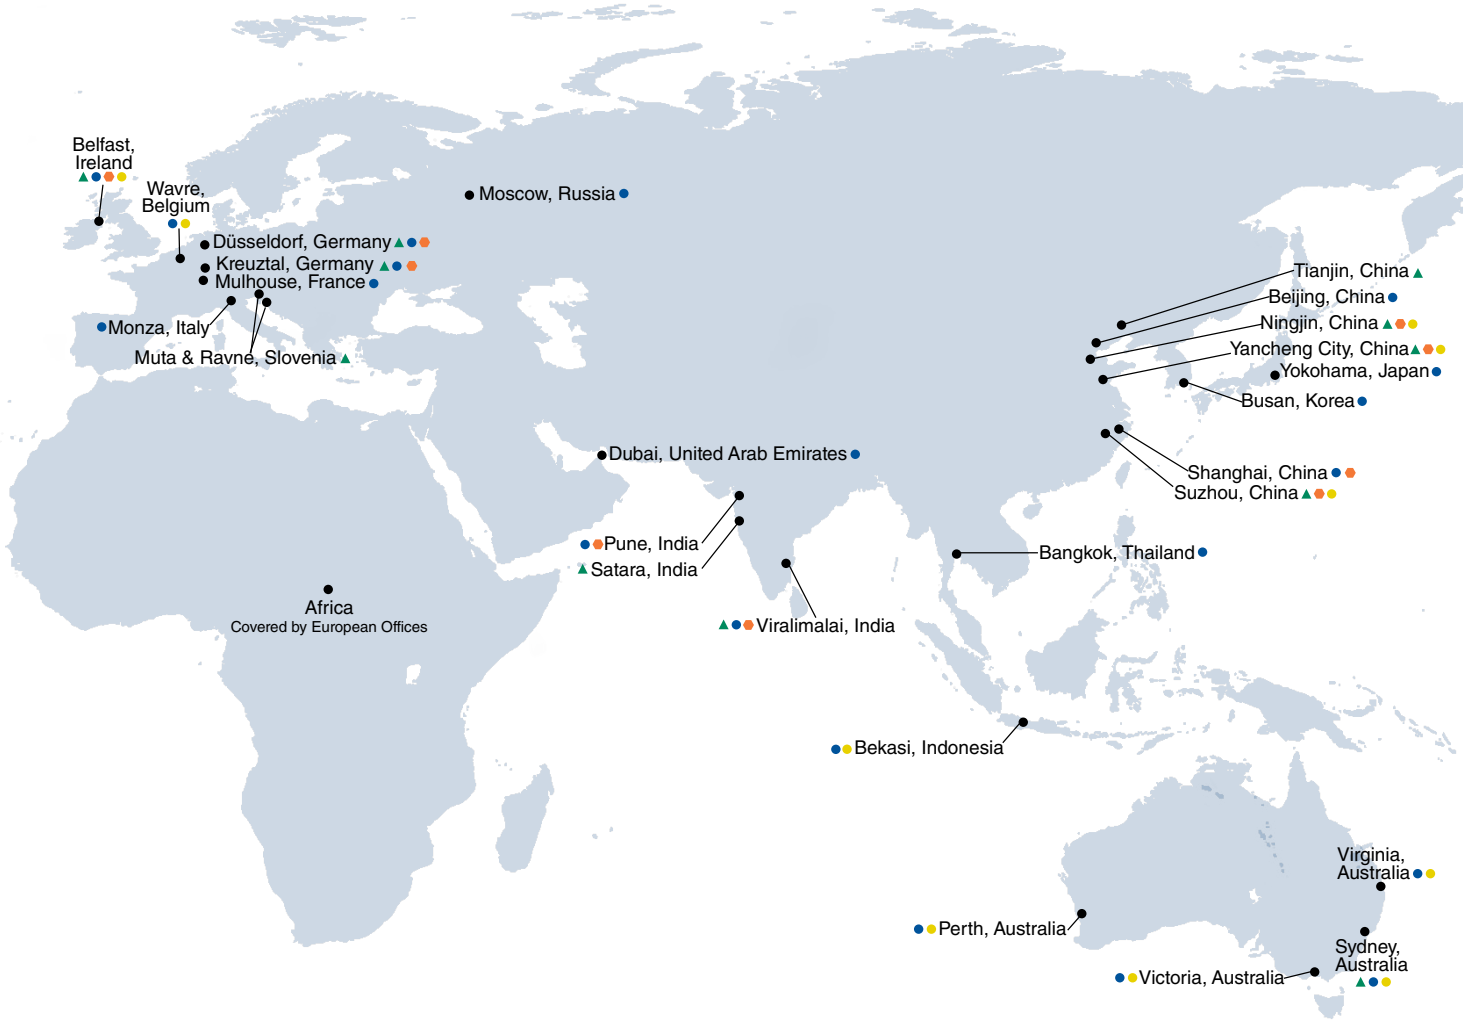 Belfast,
Ireland
Wavre,
Belgium
Moscow, Russia
Düsseldorf, Germany
Kreuztal, Germany
Mulhouse, France
Monza, Italy
Muta & Ravne, Slovenia
Tianjin, China
Beijing, China
Ningjin, China
Yancheng City, China
Yokohama, Japan
Busan, Korea
Dubai, United Arab Emirates
Shanghai, China
Suzhou, China
Pune, India
Satara, India
Bangkok, Thailand
Africa
Covered by European Offices
Viralimalai, India
Bekasi, Indonesia
Virginia,
Australia
Perth, Australia
Sydney,
Australia
Victoria, Australia